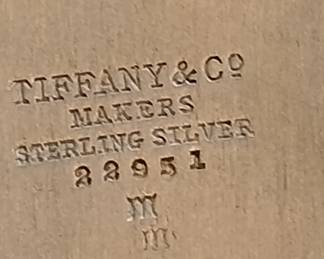 TIFFANY & Cº
MAKERS
STERLING SILVER
22951
m
m